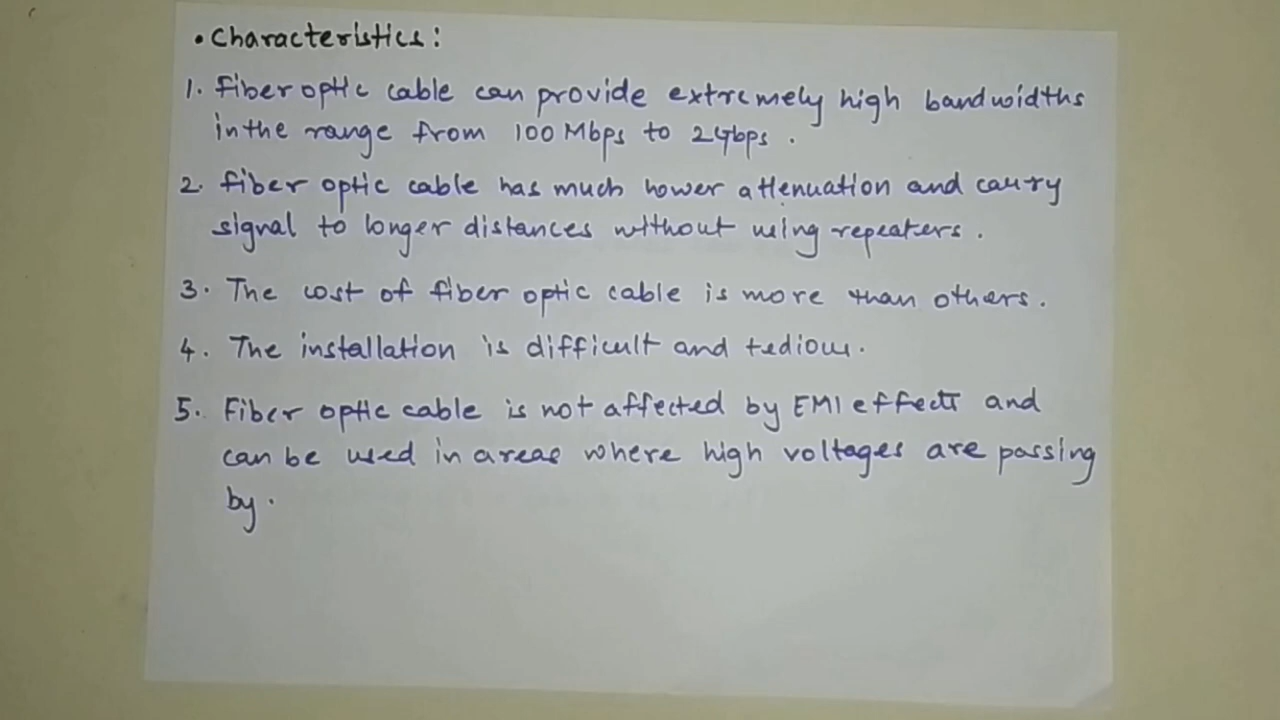 • Characteristics:
1. Fiber optic cable can provide extremely high bandwidths
in the range from 100 Mbps to 2 Gbps.
2. fiber optic cable has much lower attenuation and carry
signal to longer distances without using repeaters.
3. The cost of fiber optic cable is more than others.
4. The installation is difficult and tedious.
5. Fiber optic cable is not affected by EMI effects and
can be used in areas where high voltages are passing
by.